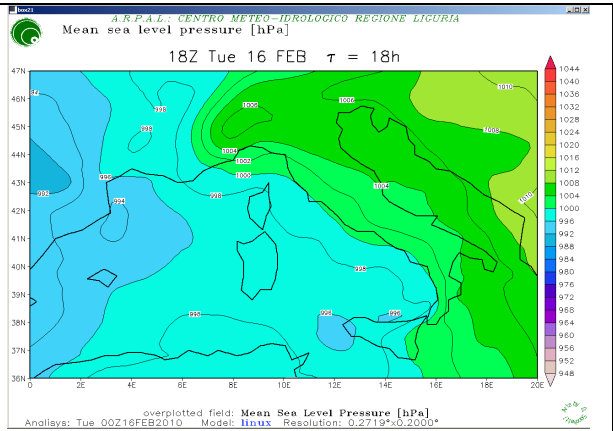 box21
A.R.P.A.L.: CENTRO METEO-IDROLOGICO REGIONE LIGURIA
Mean sea level pressure [hPa]
18Z Tue 16 FEB τ = 18h
47N
46N
45N
44N
43N
42N
41N
40N
39N
38N
37N
36N
0 2E 4E 6E 8E 10E 12E 14E 16E 18E 20E
998
998
1006
1006
1010
1008
1004
1002
1000
998
996
994
992
1004
1010
998
998
996
996
1044
1040
1036
1032
1028
1024
1020
1016
1012
1008
1004
1000
996
992
988
984
980
976
972
968
964
960
956
952
948
overplotted field: Mean Sea Level Pressure [hPa]
Analisys: Tue 00Z16FEB2010 Model: linux Resolution: 0.2719°x0.2000°